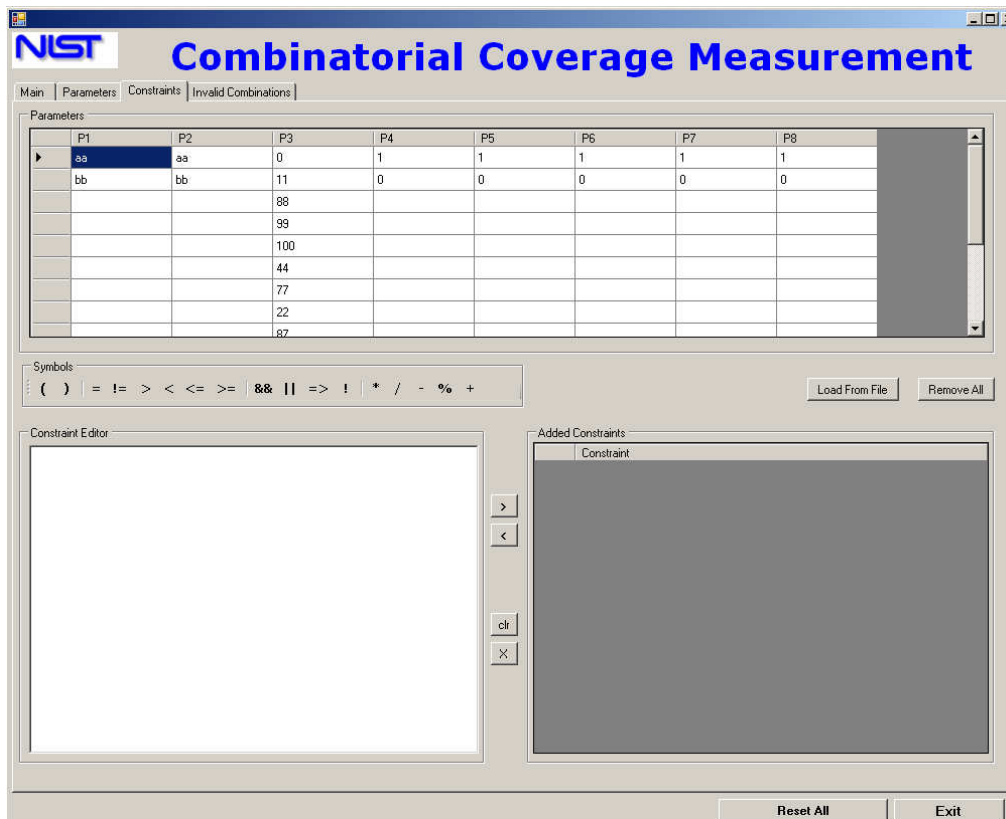 NIST
Combinatorial Coverage Measurement
Main Parameters Constraints Invalid Combinations
Parameters
P1 P2 P3 P4 P5 P6 P7 P8
aa aa 0 1 1 1 1 1
bb bb 11 0 0 0 0 0
88
99
100
44
77
22
87
Symbols
( ) = != > < <= >= && || => ! * / - % +
Load From File Remove All
Constraint Editor
Added Constraints
Constraint
>
<
clr
X
Reset All Exit